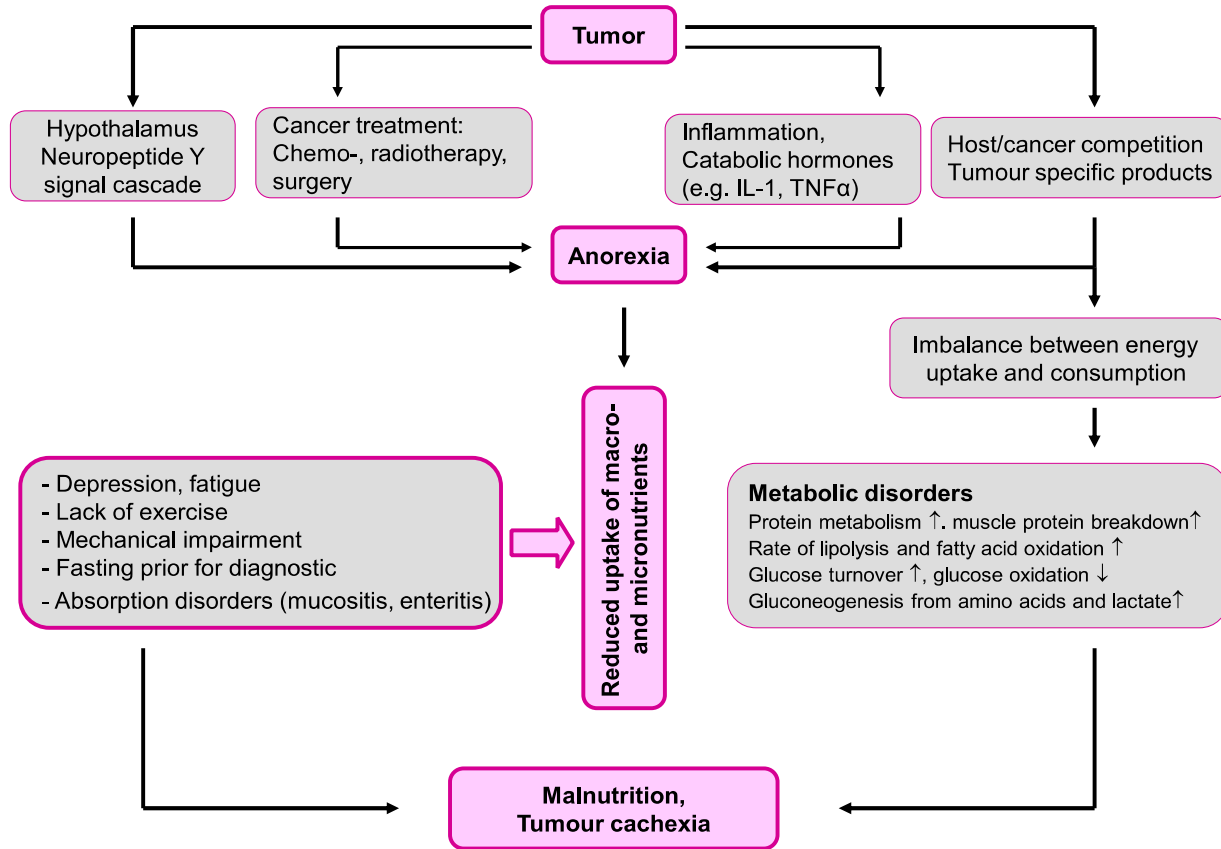 Tumor
Hypothalamus
Neuropeptide Y
signal cascade
Cancer treatment:
Chemo-, radiotherapy,
surgery
Inflammation,
Catabolic hormones
(e.g. IL-1, TNFα)
Host/cancer competition
Tumour specific products
Anorexia
Imbalance between energy
uptake and consumption
Reduced uptake of macro-
and micronutrients
- Depression, fatigue
- Lack of exercise
- Mechanical impairment
- Fasting prior for diagnostic
- Absorption disorders (mucositis, enteritis)
Metabolic disorders
Protein metabolism ↑. muscle protein breakdown↑
Rate of lipolysis and fatty acid oxidation ↑
Glucose turnover ↑, glucose oxidation ↓
Gluconeogenesis from amino acids and lactate↑
Malnutrition,
Tumour cachexia